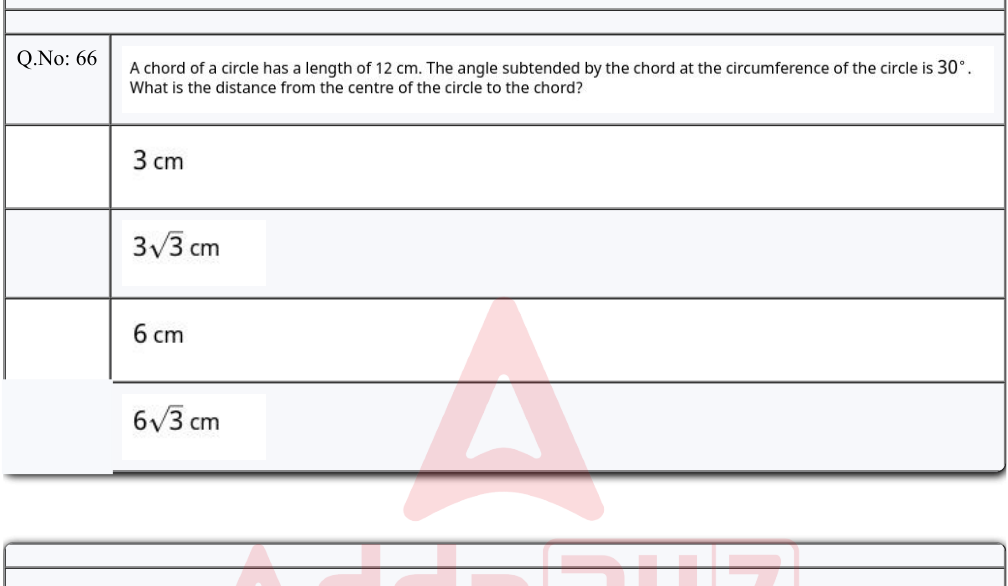 Q.No: 66
A chord of a circle has a length of 12 cm. The angle subtended by the chord at the circumference of the circle is 30°.
What is the distance from the centre of the circle to the chord?
3 cm
3√3 cm
6 cm
6√3 cm